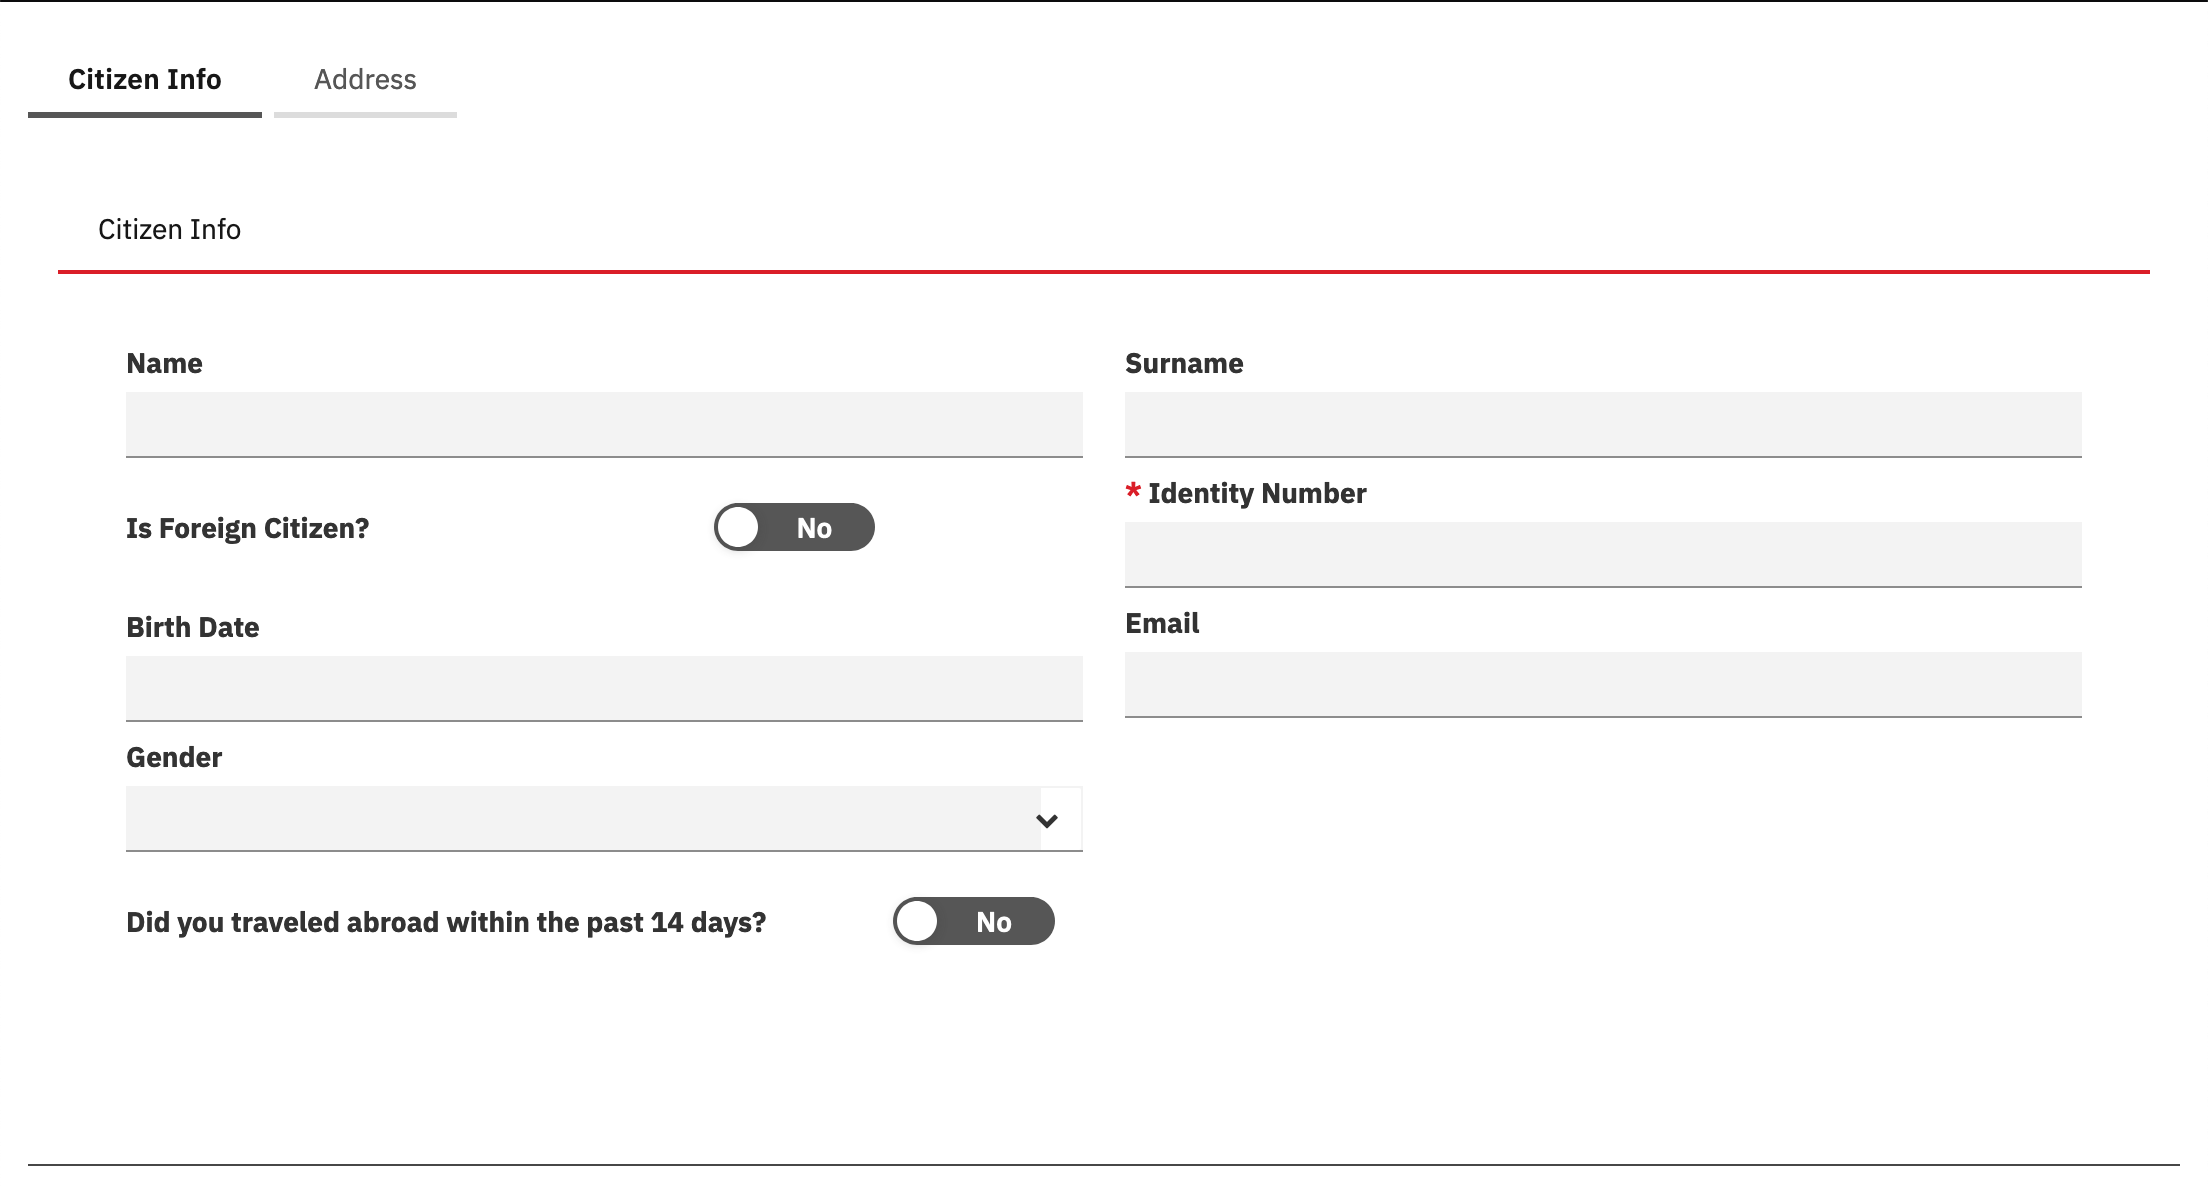 Citizen Info
Address
Citizen Info
Name
Surname
Is Foreign Citizen?
No
* Identity Number
Birth Date
Email
Gender
Did you traveled abroad within the past 14 days?
No